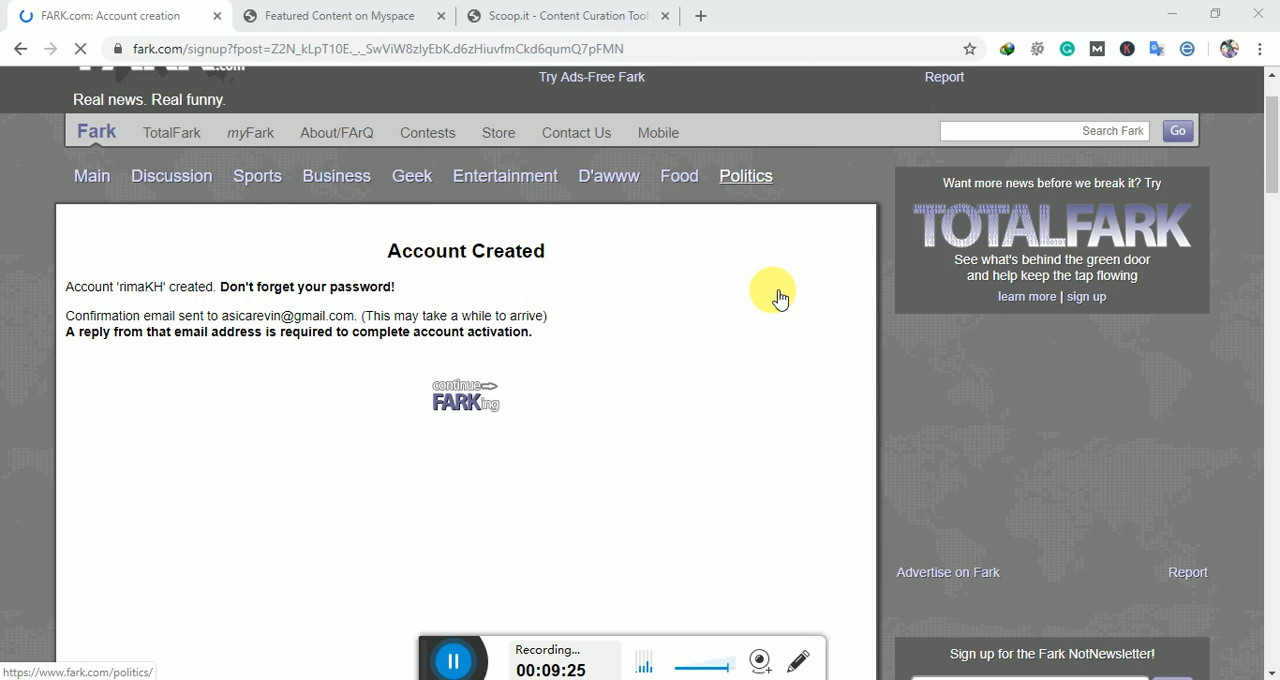 FARK.com: Account creation
Featured Content on Myspace
Scoop.it - Content Curation Tool
fark.com/signup?fpost=Z2N_kLpT10E._._SwViW8zlyEbK.d6zHiuvfmCkd6qumQ7pFMN
.com
Try Ads-Free Fark
Report
Real news. Real funny.
Fark TotalFark myFark About/FArQ Contests Store Contact Us Mobile
Search Fark Go
Main Discussion Sports Business Geek Entertainment D'awww Food Politics
Account Created
Account 'rimaKH' created. Don't forget your password!
Confirmation email sent to asicarevin@gmail.com. (This may take a while to arrive)
A reply from that email address is required to complete account activation.
continue
FARKing
Want more news before we break it? Try
TOTALFARK
See what's behind the green door
and help keep the tap flowing
learn more | sign up
Advertise on Fark
Report
Sign up for the Fark NotNewsletter!
Recording...
00:09:25
https://www.fark.com/politics/